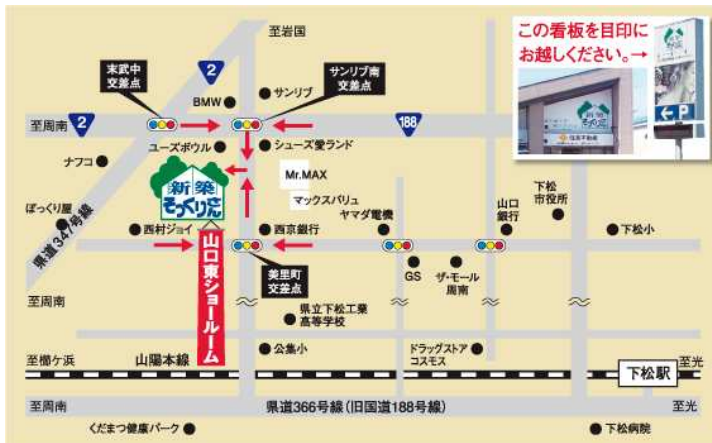 至岩国
この看板を目印に
お越しください。→
P
末武中
交差点
2
サンリブ南
交差点
BMW
サンリブ
至周南
2
188
ナフコ
ユーズボウル
シューズ愛ランド
Mr.MAX
新築
そっくりさん
マックスバリュ
ヤマダ電機
山口
銀行
下松
市役所
ぽっくり屋
県道347号線
西村ジョイ
西京銀行
下松小
山口東ショールーム
美里町
交差点
GS
ザ・モール
周南
至周南
県立下松工業
高等学校
公集小
ドラッグストア
コスモス
至櫛ケ浜
山陽本線
至光
下松駅
至周南
県道366号線(旧国道188号線)
至光
くだまつ健康パーク
下松病院